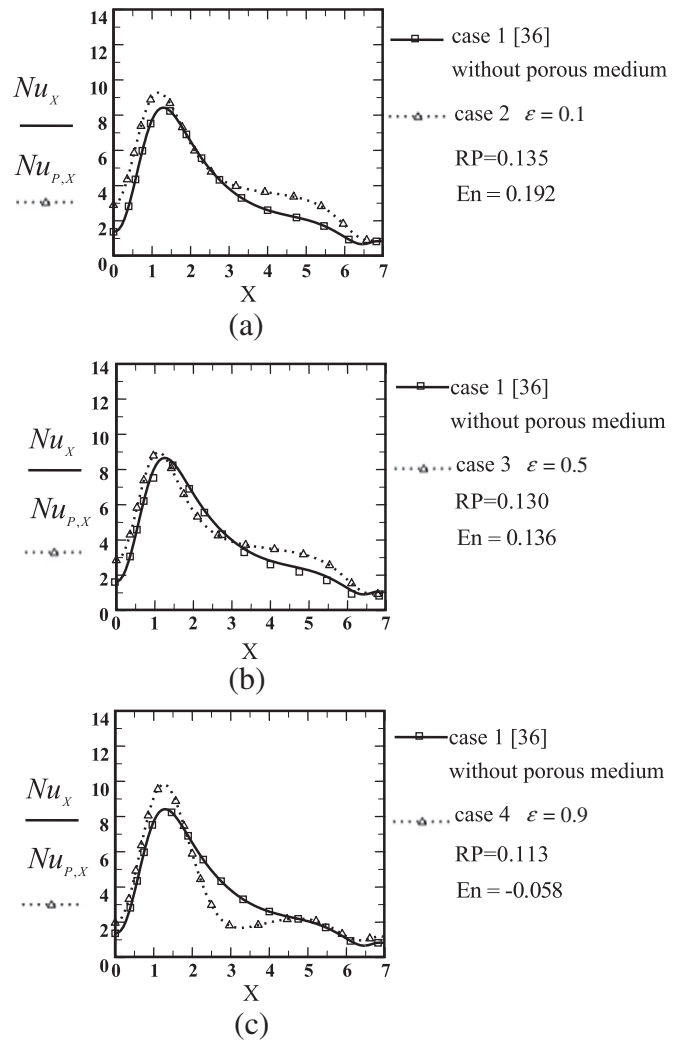 14
12
10
8
6
4
2
0
Nu_X
Nu_{P,X}
0 1 2 3 4 5 6 7
X
case 1 [36]
without porous medium
case 2 ε = 0.1
RP=0.135
En = 0.192
(a)
14
12
10
8
6
4
2
0
Nu_X
Nu_{P,X}
0 1 2 3 4 5 6 7
X
case 1 [36]
without porous medium
case 3 ε = 0.5
RP=0.130
En = 0.136
(b)
14
12
10
8
6
4
2
0
Nu_X
Nu_{P,X}
0 1 2 3 4 5 6 7
X
case 1 [36]
without porous medium
case 4 ε = 0.9
RP=0.113
En = -0.058
(c)